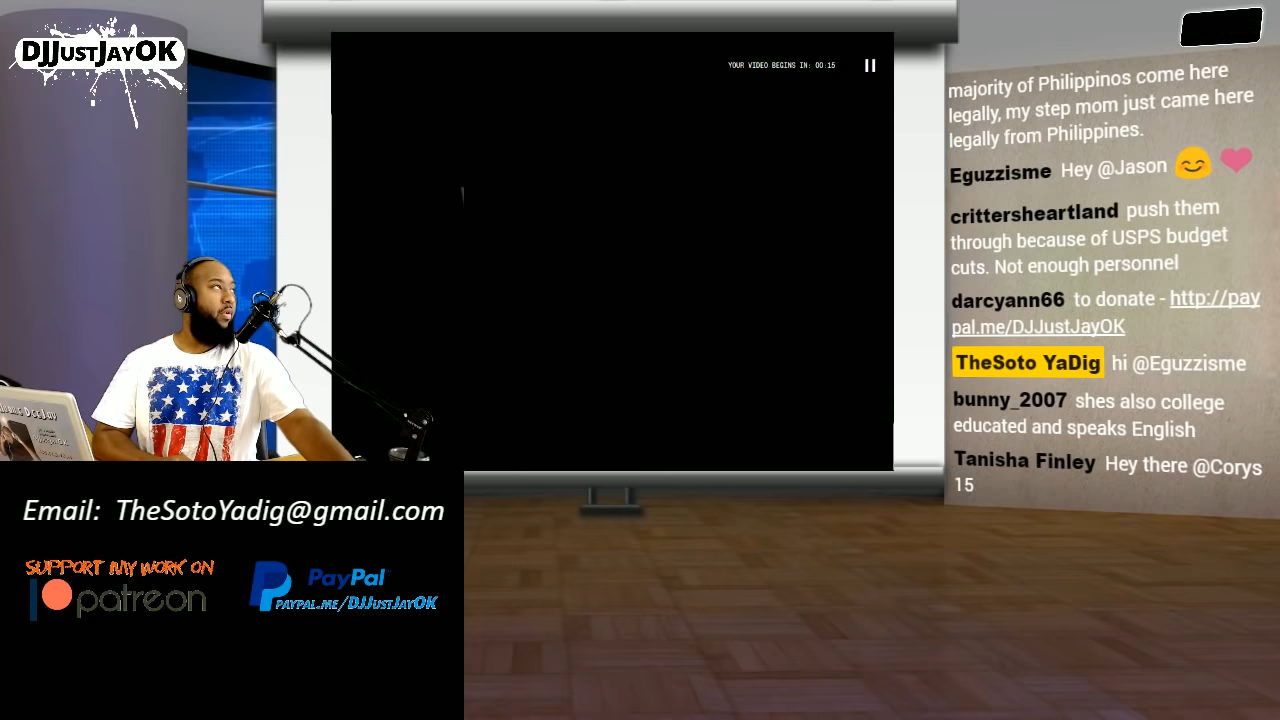 DJJustJayOK
YOUR VIDEO BEGINS IN: 00:15
majority of Philippinos come here
legally, my step mom just came here
legally from Philippines.
Eguzzisme Hey @Jason
crittersheartland push them
through because of USPS budget
cuts. Not enough personnel
darcyann66 to donate - http://pay
pal.me/DJJustJayOK
TheSoto YaDig hi @Eguzzisme
bunny_2007 shes also college
educated and speaks English
Tanisha Finley Hey there @Corys
15
Email: TheSotoYadig@gmail.com
SUPPORT MY WORK ON
patreon
PayPal
PAYPAL.ME/DJJustJayOK